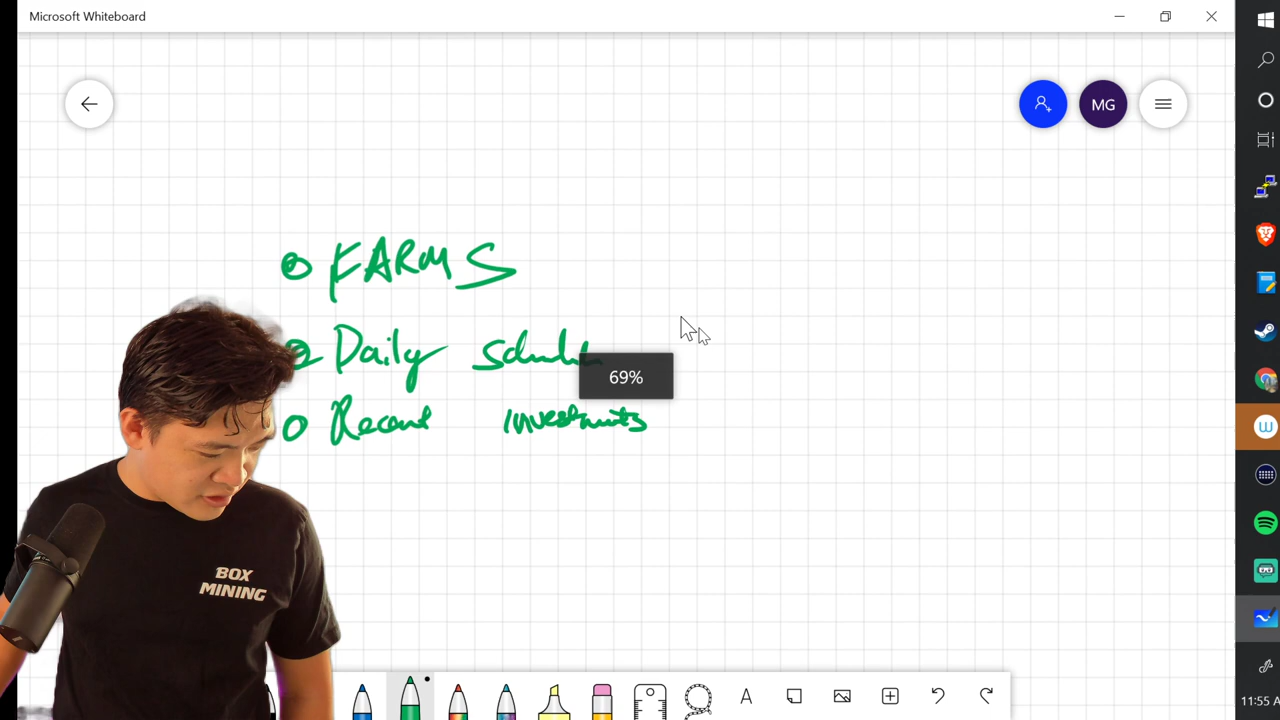 Microsoft Whiteboard
MG
FARMS
Daily
69%
Recent Investments
BOX
MINING
A
W
11:55 A